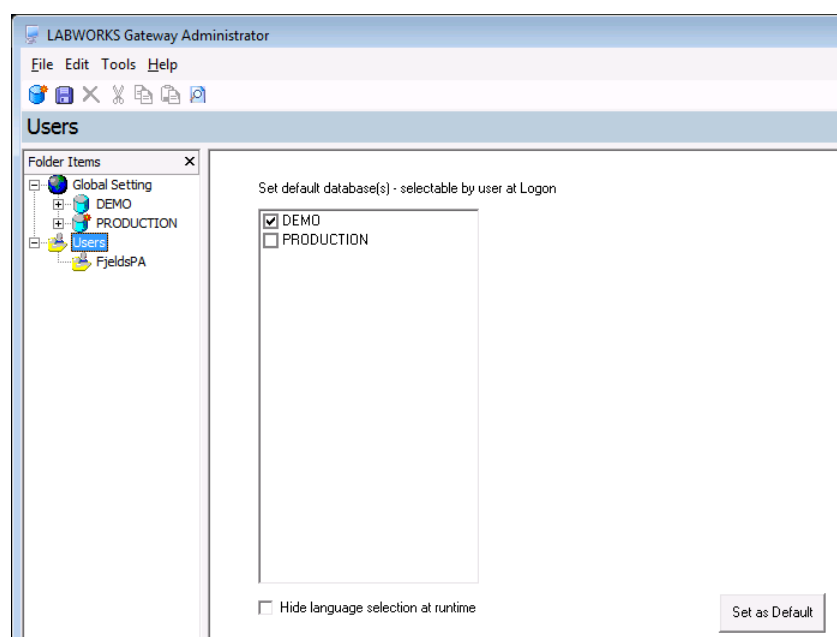 LABWORKS Gateway Administrator
File Edit Tools Help
Users
Folder Items
Global Setting
DEMO
PRODUCTION
Users
FjeldsPA
Set default database(s) - selectable by user at Logon
DEMO
PRODUCTION
Hide language selection at runtime
Set as Default